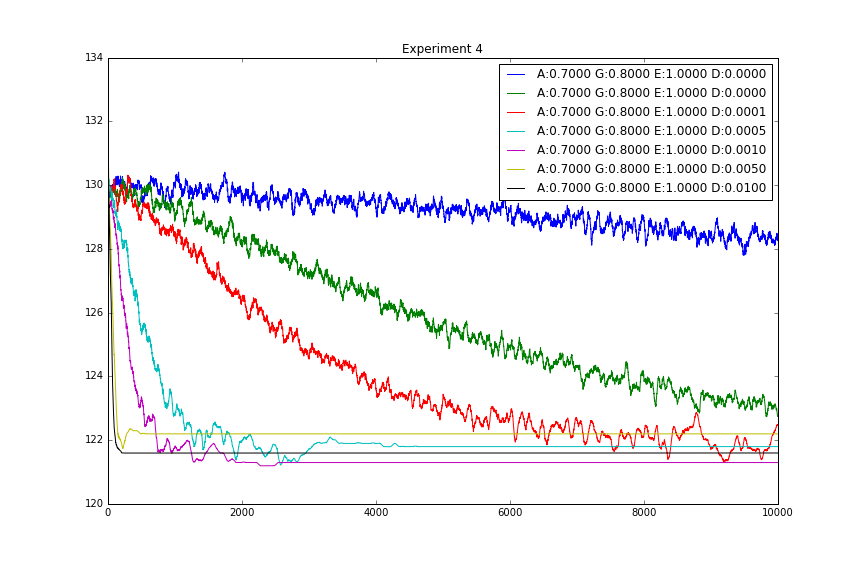 Experiment 4
134
132
130
128
126
124
122
120
A:0.7000 G:0.8000 E:1.0000 D:0.0000
A:0.7000 G:0.8000 E:1.0000 D:0.0000
A:0.7000 G:0.8000 E:1.0000 D:0.0001
A:0.7000 G:0.8000 E:1.0000 D:0.0005
A:0.7000 G:0.8000 E:1.0000 D:0.0010
A:0.7000 G:0.8000 E:1.0000 D:0.0050
A:0.7000 G:0.8000 E:1.0000 D:0.0100
0 2000 4000 6000 8000 10000